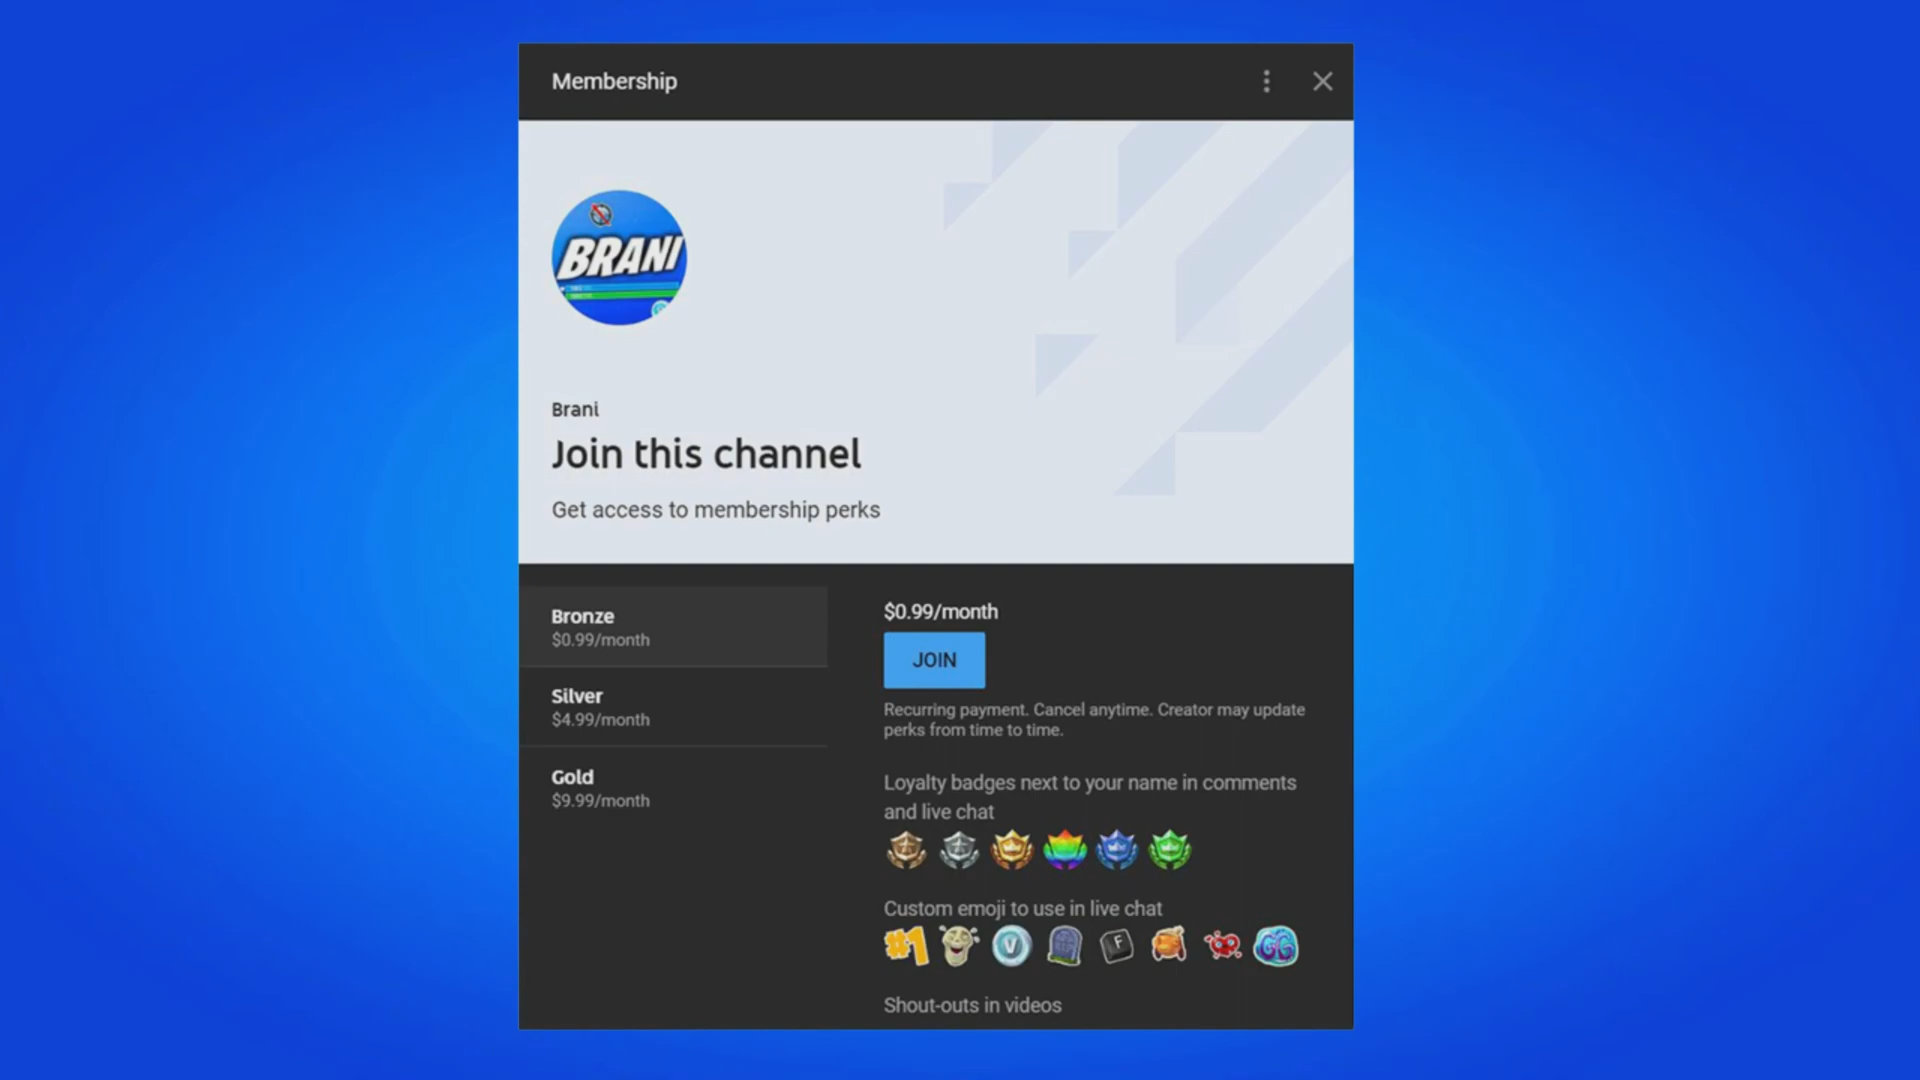 Membership
BRANI
Brani
Join this channel
Get access to membership perks
Bronze
$0.99/month
Silver
$4.99/month
Gold
$9.99/month
$0.99/month
JOIN
Recurring payment. Cancel anytime. Creator may update
perks from time to time.
Loyalty badges next to your name in comments
and live chat
Custom emoji to use in live chat
#1 V F GG
Shout-outs in videos